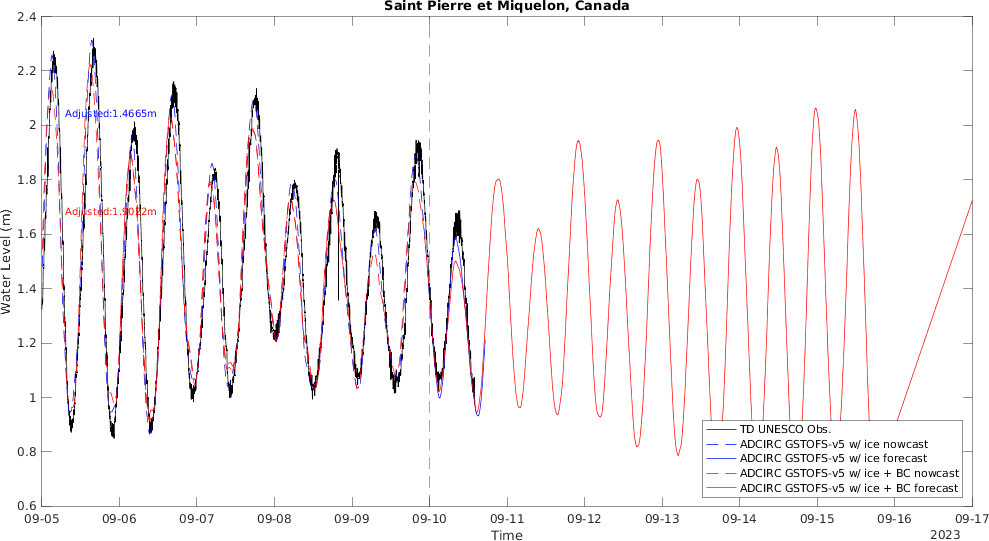 Saint Pierre et Miquelon, Canada
2.4
2.2
2
1.8
1.6
1.4
1.2
1
0.8
0.6
Water Level (m)
Adjusted:1.4665m
Adjusted:1.9022m
TD UNESCO Obs.
ADCIRC GSTOFS-v5 w/ ice nowcast
ADCIRC GSTOFS-v5 w/ ice forecast
ADCIRC GSTOFS-v5 w/ ice + BC nowcast
ADCIRC GSTOFS-v5 w/ ice + BC forecast
09-05 09-06 09-07 09-08 09-09 09-10 09-11 09-12 09-13 09-14 09-15 09-16 09-17
Time
2023